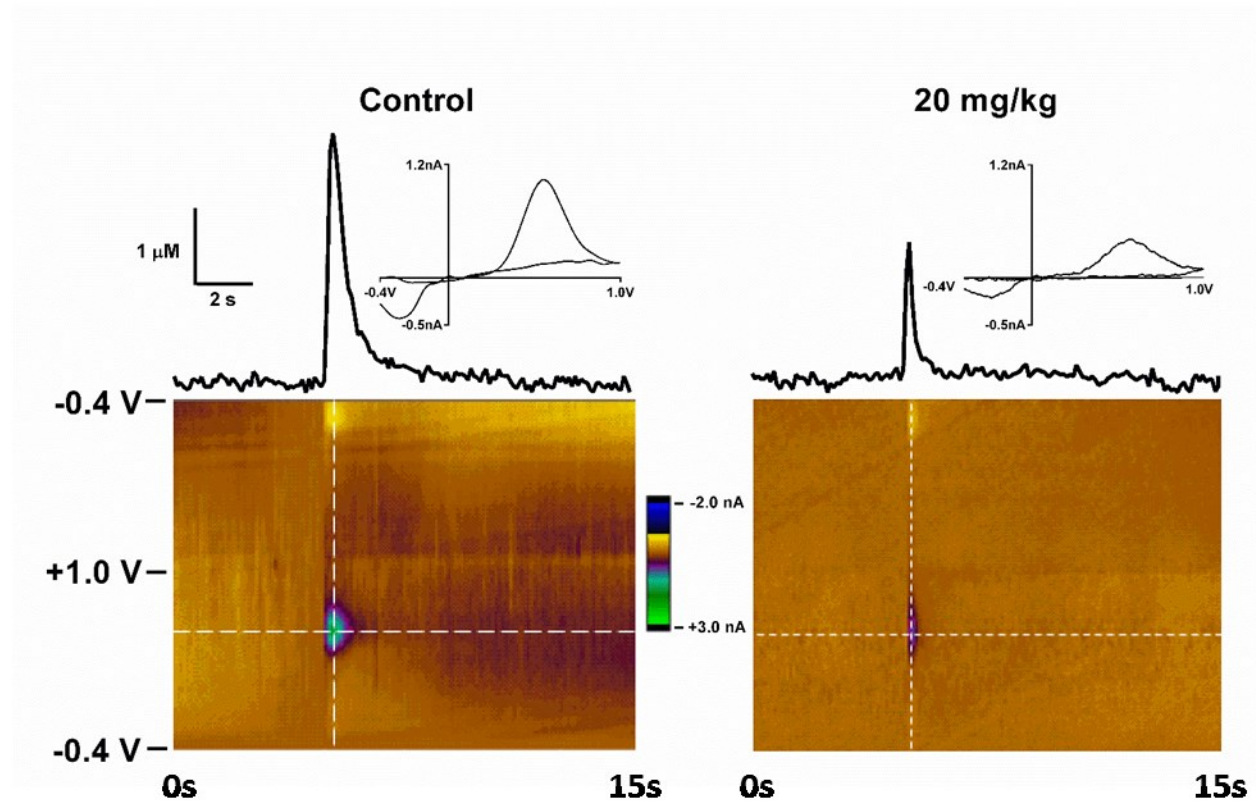 Control
20 mg/kg
1.2nA
-0.4V
1.0V
-0.5nA
1.2nA
-0.4V
1.0V
-0.5nA
1 μM
2 s
-0.4 V
+1.0 V
-0.4 V
-2.0 nA
+3.0 nA
0s
15s
0s
15s